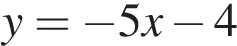 y = −5x − 4